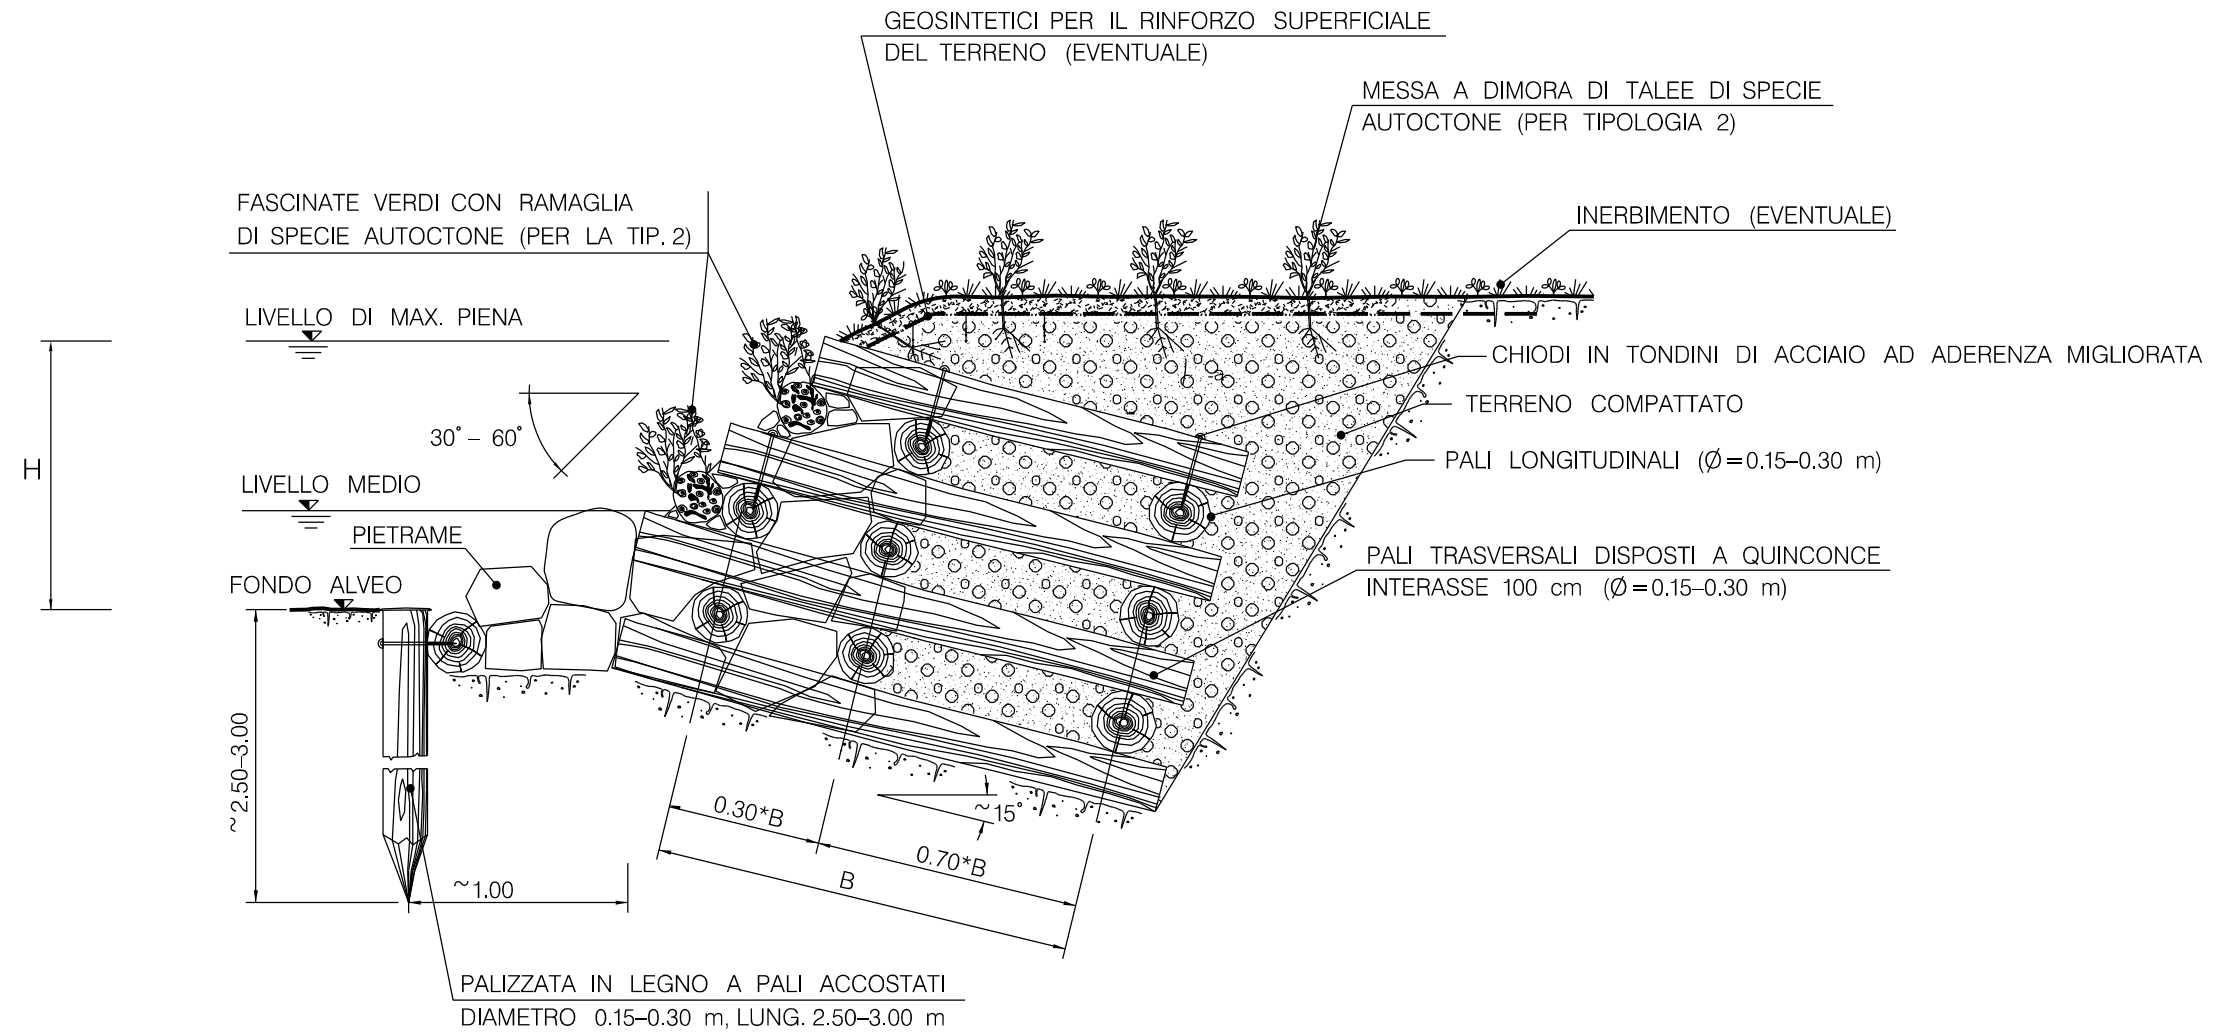 GEOSINTETICI PER IL RINFORZO SUPERFICIALE
DEL TERRENO (EVENTUALE)
MESSA A DIMORA DI TALEE DI SPECIE
AUTOCTONE (PER TIPOLOGIA 2)
FASCINATE VERDI CON RAMAGLIA
DI SPECIE AUTOCTONE (PER LA TIP. 2)
INERBIMENTO (EVENTUALE)
LIVELLO DI MAX. PIENA
CHIODI IN TONDINI DI ACCIAIO AD ADERENZA MIGLIORATA
TERRENO COMPATTATO
30° – 60°
H
PALI LONGITUDINALI (Ø=0.15–0.30 m)
LIVELLO MEDIO
PIETRAME
PALI TRASVERSALI DISPOSTI A QUINCONCE
INTERASSE 100 cm (Ø=0.15–0.30 m)
FONDO ALVEO
~2.50–3.00
0.30*B
~15°
0.70*B
B
~1.00
PALIZZATA IN LEGNO A PALI ACCOSTATI
DIAMETRO 0.15–0.30 m, LUNG. 2.50–3.00 m